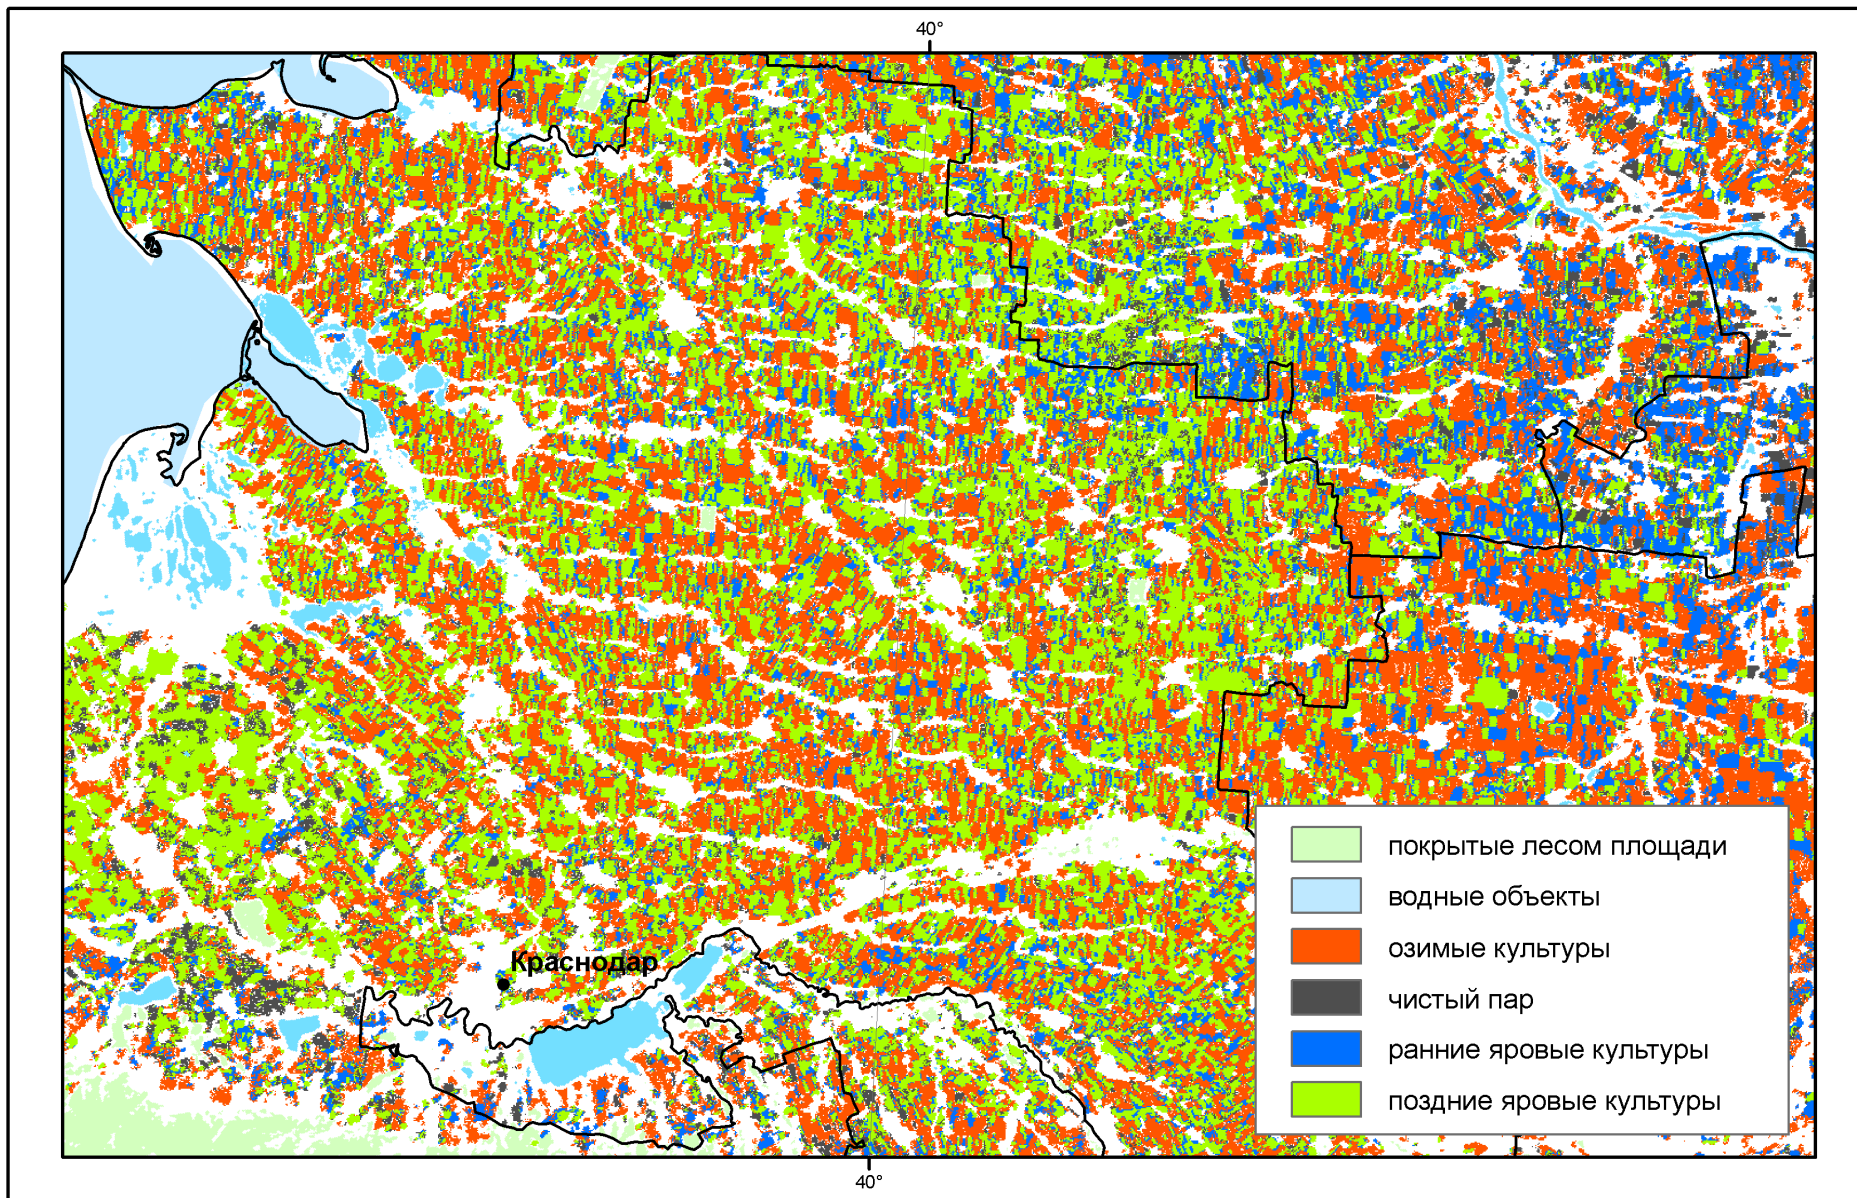 40°
Краснодар
покрытые лесом площади
водные объекты
озимые культуры
чистый пар
ранние яровые культуры
поздние яровые культуры
40°